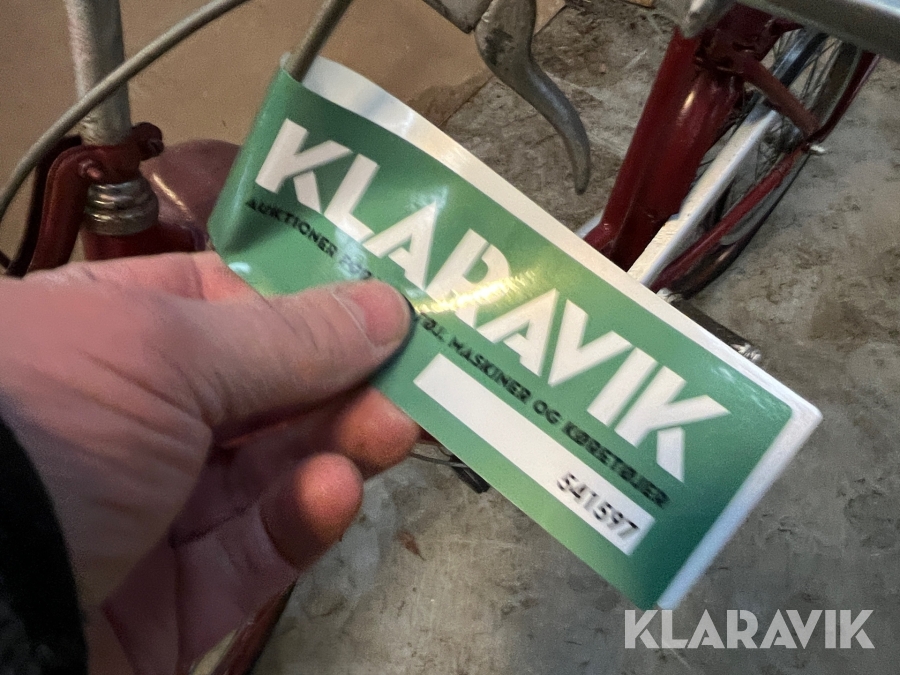 KLARAVIK
AUKTIONER MASKINER OG KØRETØJER
541597
KLARAVIK